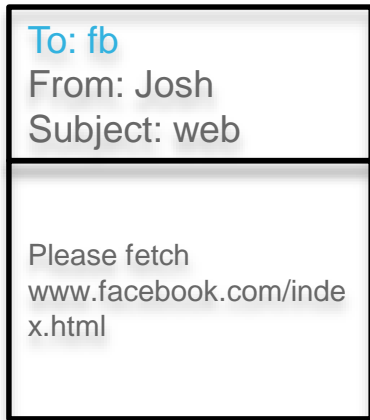 To: fb
From: Josh
Subject: web
Please fetch
www.facebook.com/inde
x.html